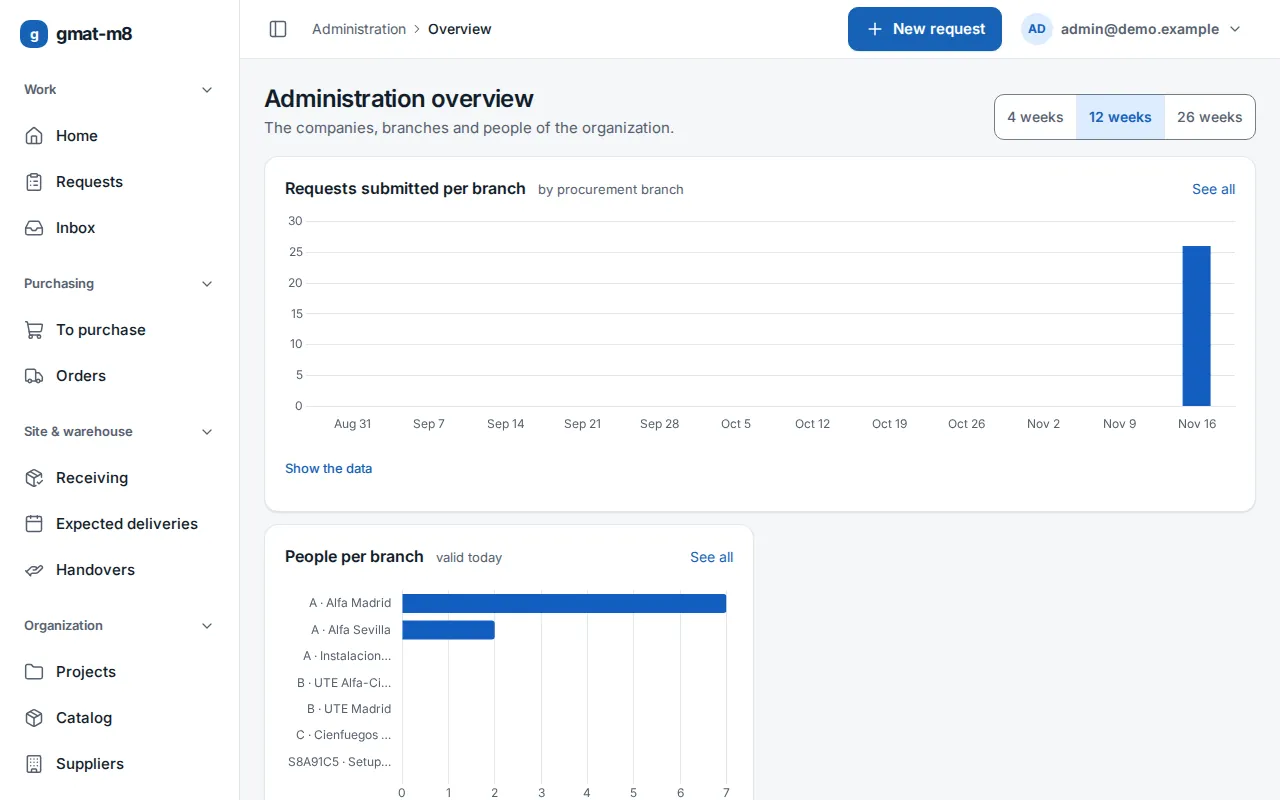 g gmat-m8
Administration
Overview
New request
AD admin@demo.example
Work
Home
Requests
Inbox
Purchasing
To purchase
Orders
Site & warehouse
Receiving
Expected deliveries
Handovers
Organization
Projects
Catalog
Suppliers
Administration overview
The companies, branches and people of the organization.
4 weeks 12 weeks 26 weeks
Requests submitted per branch by procurement branch See all
30
25
20
15
10
5
0
Aug 31 Sep 7 Sep 14 Sep 21 Sep 28 Oct 5 Oct 12 Oct 19 Oct 26 Nov 2 Nov 9 Nov 16
Show the data
People per branch valid today See all
A · Alfa Madrid
A · Alfa Sevilla
A · Instalacion...
B · UTE Alfa-Ci...
B · UTE Madrid
C · Cienfuegos ...
S8A91C5 · Setup...
0 1 2 3 4 5 6 7